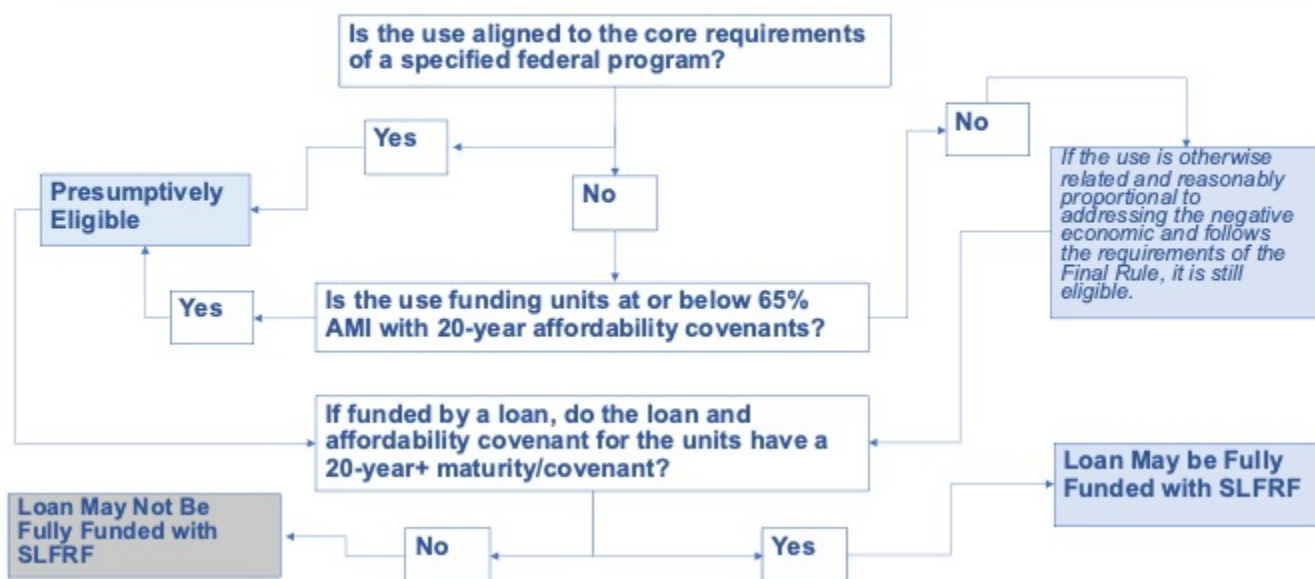 Is the use aligned to the core requirements
of a specified federal program?
Yes
No
No
If the use is otherwise
related and reasonably
proportional to
addressing the negative
economic and follows
the requirements of the
Final Rule, it is still
eligible.
Presumptively
Eligible
Yes
Is the use funding units at or below 65%
AMI with 20-year affordability covenants?
If funded by a loan, do the loan and
affordability covenant for the units have a
20-year+ maturity/covenant?
Loan May be Fully
Funded with SLFRF
Loan May Not Be
Fully Funded with
SLFRF
No
Yes